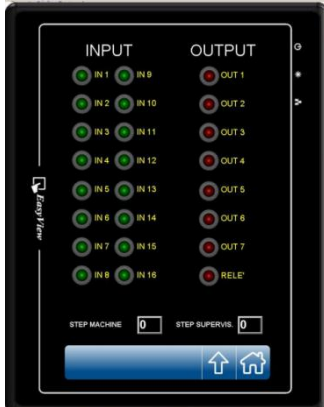 INPUT OUTPUT
IN 1 IN 9 OUT 1
IN 2 IN 10 OUT 2
IN 3 IN 11 OUT 3
IN 4 IN 12 OUT 4
IN 5 IN 13 OUT 5
IN 6 IN 14 OUT 6
IN 7 IN 15 OUT 7
IN 8 IN 16 RELE'
EasyView
STEP MACHINE 0 STEP SUPERVIS. 0